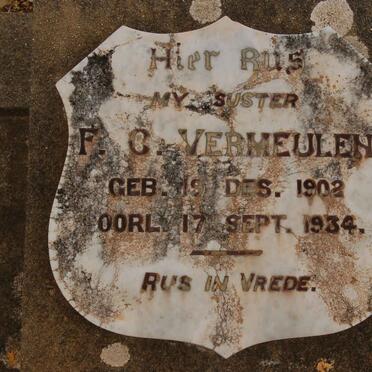 Hier Rus
MY SUSTER
F. C. VERMEULEN
GEB. 19 DES. 1902
OORL. 17 SEPT. 1934.
RUS IN VREDE.